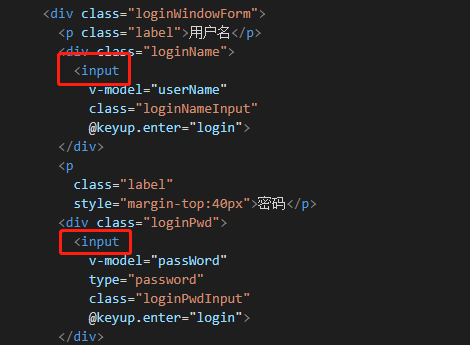 <div class="loginWindowForm">
<p class="label">用户名</p>
<div class="loginName">
<input
v-model="userName"
class="loginNameInput"
@keyup.enter="login">
</div>
<p
class="label"
style="margin-top:40px">密码</p>
<div class="loginPwd">
<input
v-model="passWord"
type="password"
class="loginPwdInput"
@keyup.enter="login">
</div>